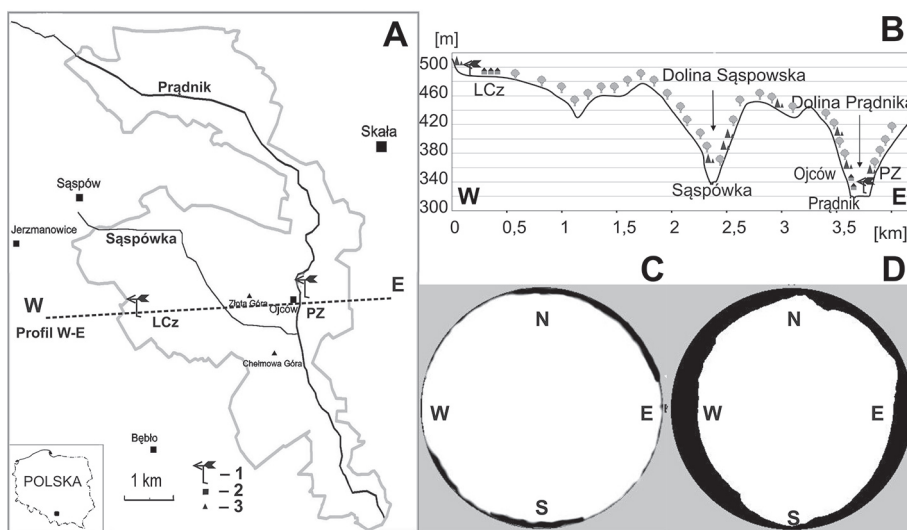 A
Prądnik
Skała
Sąspów
Jerzmanowice
Sąspówka
W
E
Złota Góra
Ojców
PZ
LCz
Profil W-E
Chełmowa Góra
Bębło
1 km
– 1
– 2
– 3
POLSKA
B
[m]
500
460
420
380
340
300
LCz
Dolina Sąspowska
Dolina Prądnika
Ojców
PZ
W
Sąspówka
Prądnik
E
0 0,5 1 1,5 2 2,5 3 3,5
[km]
C
N
W
E
S
D
N
W
E
S